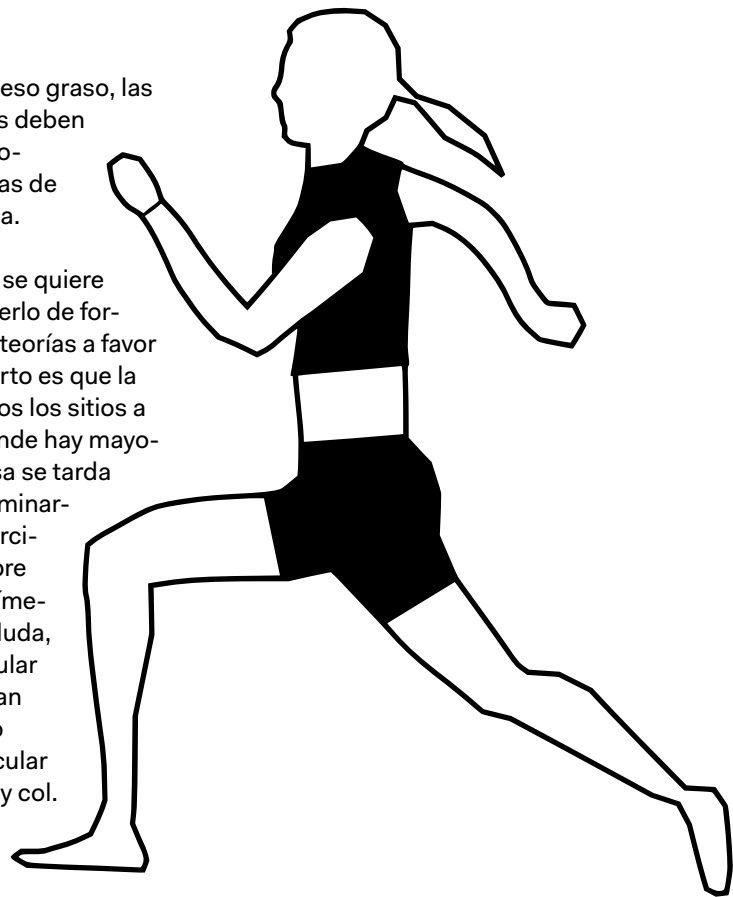 eso graso, las
s deben
o-
as de
a.
se quiere
erlo de for-
teorías a favor
rto es que la
os los sitios a
nde hay mayo-
sa se tarda
minar-
rci-
bre
íme-
duda,
ular
an
o
cular
y col.